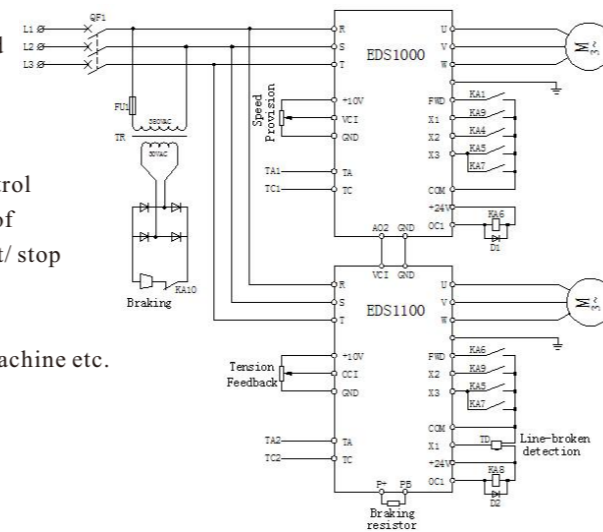 d
trol
of
t/ stop
achine etc.
L1
L2
L3
QF1
FU1
380VAC
TR
30VAC
KA10
Braking
EDS1000
R
S
T
U
V
W
M
3~
Speed
Provision
+10V
VCI
GND
FWD
KA1
X1
KA9
X2
KA4
X3
KA5
KA7
TA1
TA
TC1
TC
COM
+24V
OC1
KA6
D1
AO2 GND
VCI GND
EDS1100
R
S
T
U
V
W
M
3~
Tension
Feedback
+10V
CCI
GND
FWD
KA6
X2
KA9
X3
KA5
KA7
COM
TA2
TA
TC2
TC
X1
TD
Line-broken
detection
+24V
OC1
KA8
D2
P+ PB
Braking
resistor